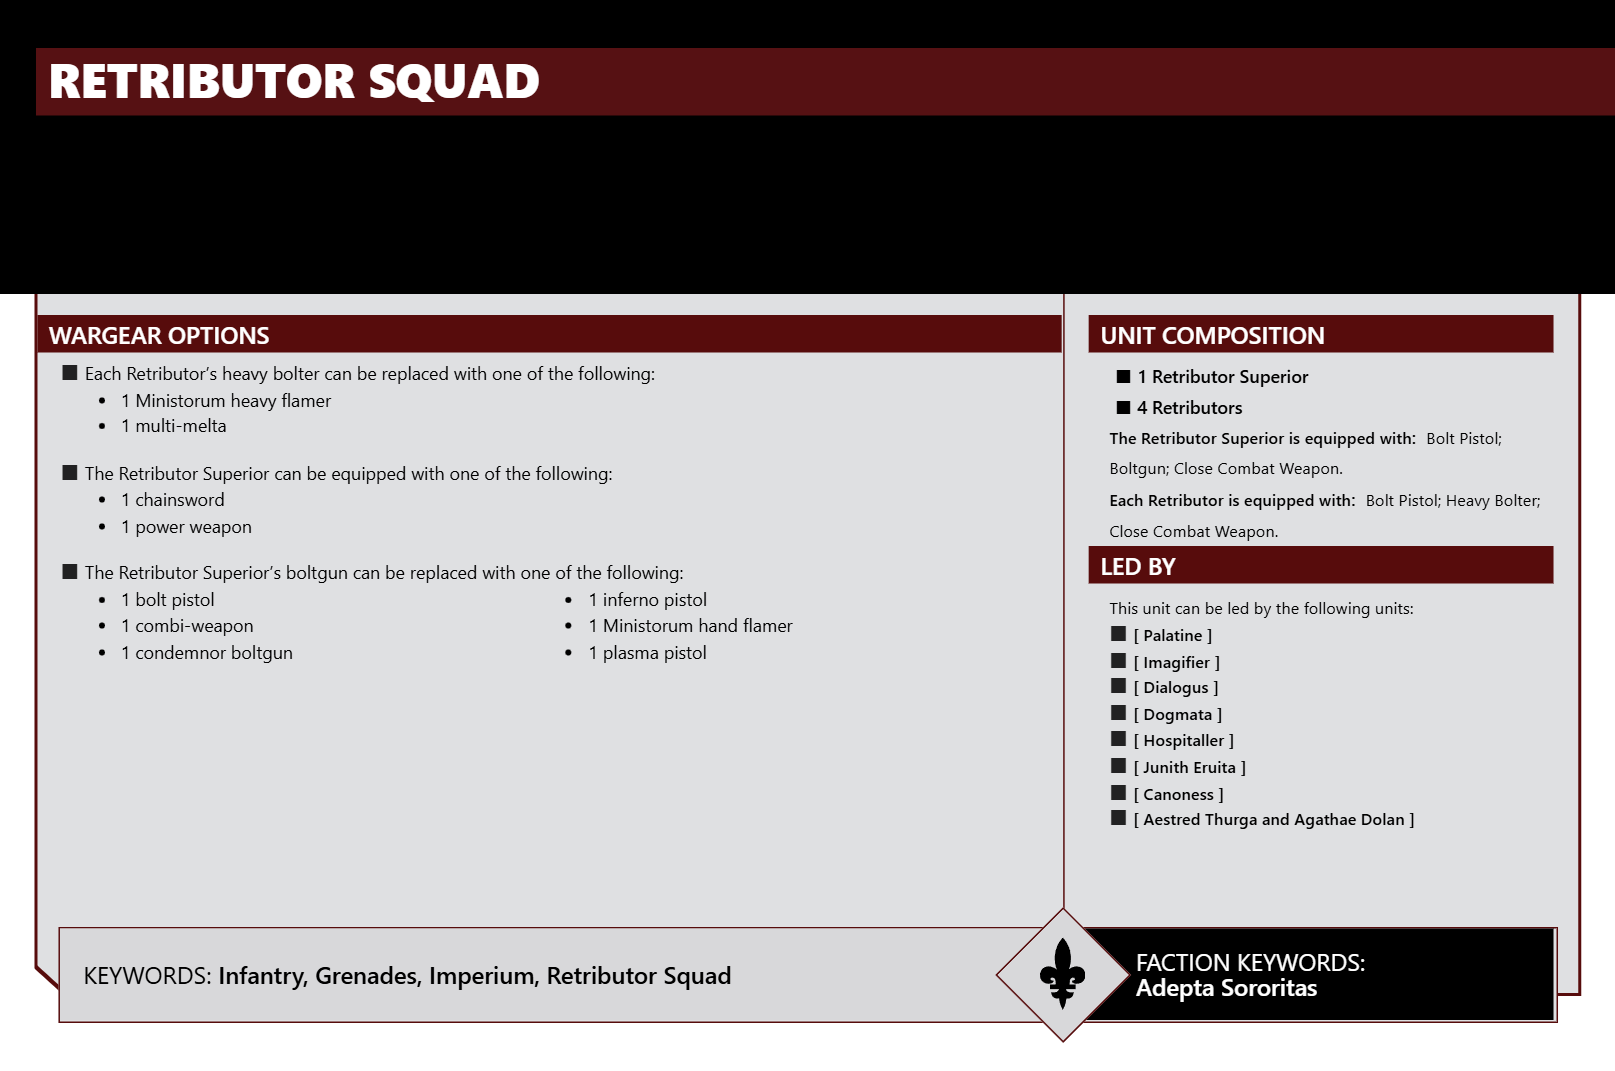 RETRIBUTOR SQUAD
WARGEAR OPTIONS
■ Each Retributor’s heavy bolter can be replaced with one of the following:
• 1 Ministorum heavy flamer
• 1 multi-melta
■ The Retributor Superior can be equipped with one of the following:
• 1 chainsword
• 1 power weapon
■ The Retributor Superior’s boltgun can be replaced with one of the following:
• 1 bolt pistol
• 1 combi-weapon
• 1 condemnor boltgun
• 1 inferno pistol
• 1 Ministorum hand flamer
• 1 plasma pistol
UNIT COMPOSITION
■ 1 Retributor Superior
■ 4 Retributors
The Retributor Superior is equipped with: Bolt Pistol;
Boltgun; Close Combat Weapon.
Each Retributor is equipped with: Bolt Pistol; Heavy Bolter;
Close Combat Weapon.
LED BY
This unit can be led by the following units:
■ [ Palatine ]
■ [ Imagifier ]
■ [ Dialogus ]
■ [ Dogmata ]
■ [ Hospitaller ]
■ [ Junith Eruita ]
■ [ Canoness ]
■ [ Aestred Thurga and Agathae Dolan ]
KEYWORDS: Infantry, Grenades, Imperium, Retributor Squad
FACTION KEYWORDS:
Adepta Sororitas